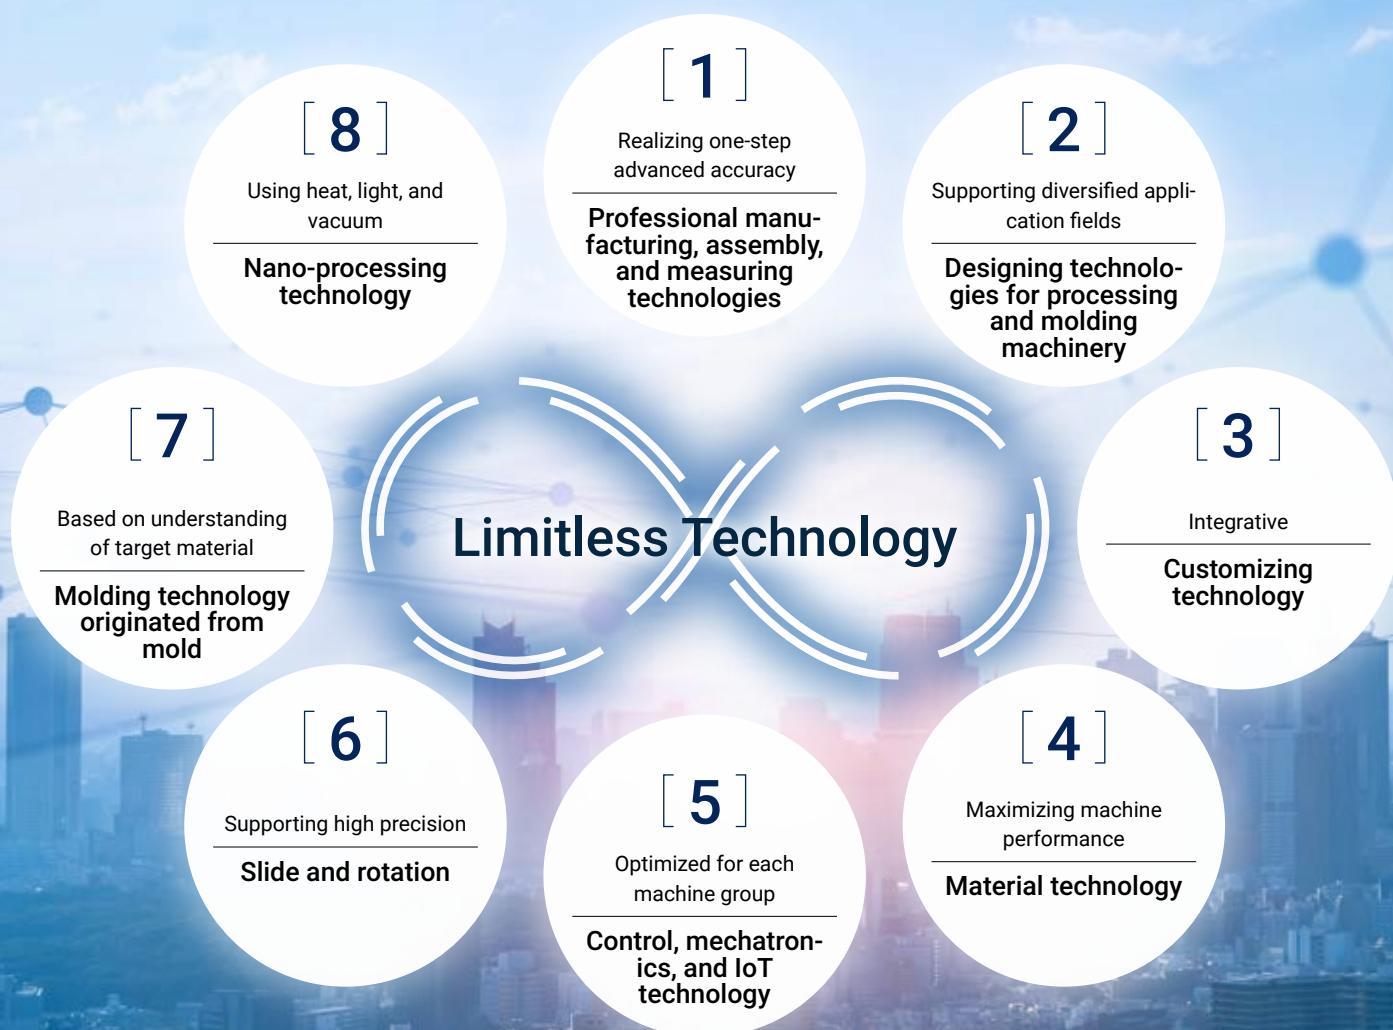 [ 1 ]
Realizing one-step
advanced accuracy
Professional manu-
facturing, assembly,
and measuring
technologies
[ 2 ]
Supporting diversified appli-
cation fields
Designing technolo-
gies for processing
and molding
machinery
[ 3 ]
Integrative
Customizing
technology
[ 4 ]
Maximizing machine
performance
Material technology
[ 5 ]
Optimized for each
machine group
Control, mechatron-
ics, and IoT
technology
[ 6 ]
Supporting high precision
Slide and rotation
[ 7 ]
Based on understanding
of target material
Molding technology
originated from
mold
[ 8 ]
Using heat, light, and
vacuum
Nano-processing
technology
Limitless Technology